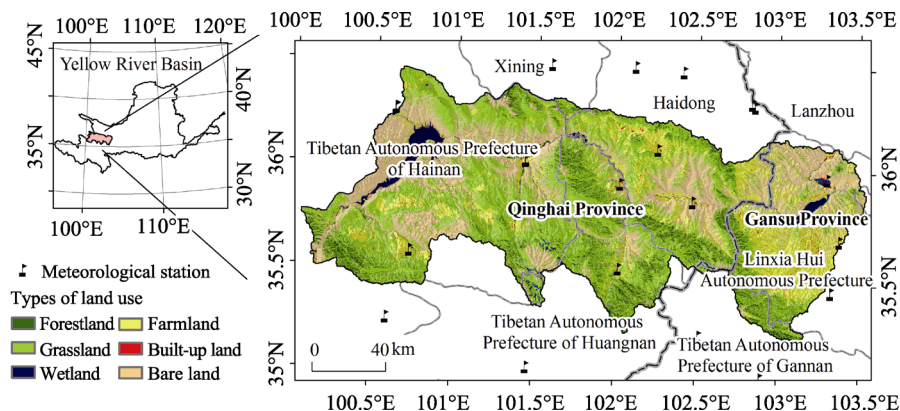 100°E 110°E 120°E
45°N
40°N
35°N
30°N
Yellow River Basin
100°E 110°E
Meteorological station
Types of land use
Forestland
Farmland
Grassland
Built-up land
Wetland
Bare land
100°E 100.5°E 101°E 101.5°E 102°E 102.5°E 103°E 103.5°E
36°N
35.5°N
35°N
36°N
35.5°N
Xining
Haidong
Lanzhou
Tibetan Autonomous Prefecture
of Hainan
Qinghai Province
Gansu Province
Linxia Hui
Autonomous Prefecture
Tibetan Autonomous
Prefecture of Huangnan
Tibetan Autonomous
Prefecture of Gannan
0 40 km
100.5°E 101°E 101.5°E 102°E 102.5°E 103°E 103.5°E